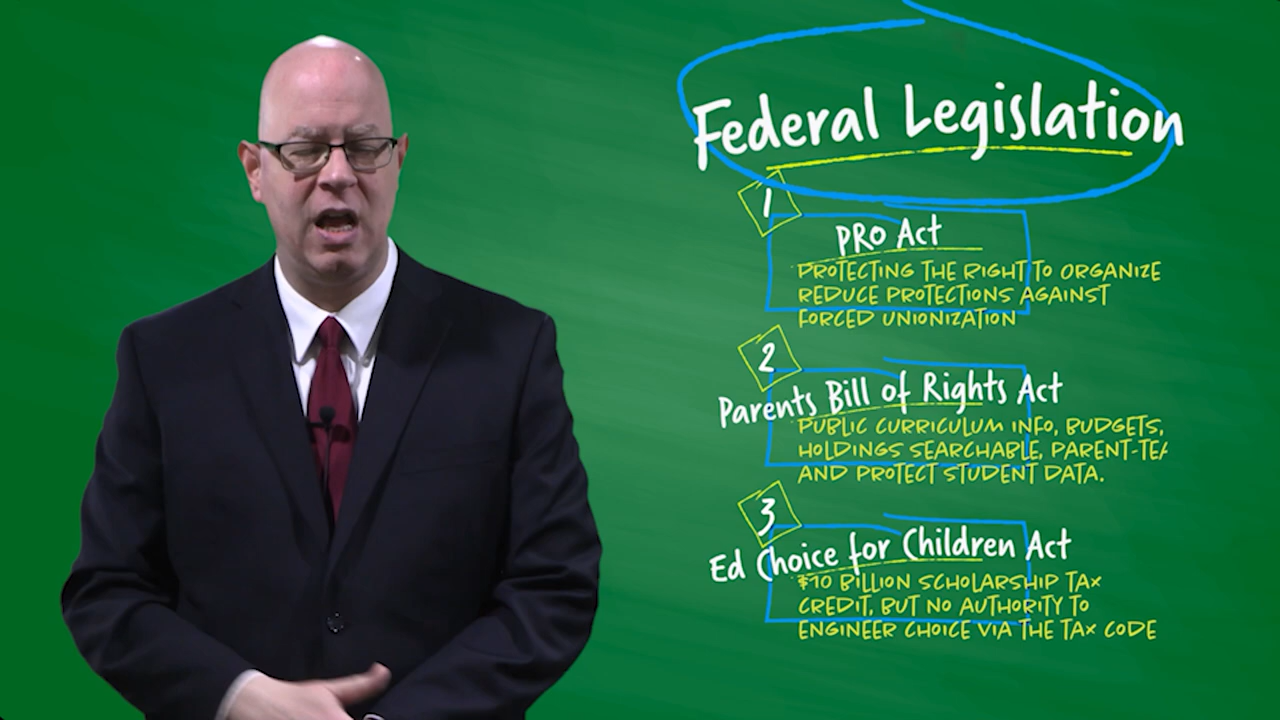 Federal Legislation
1
PRO Act
PROTECTING THE RIGHT TO ORGANIZE
REDUCE PROTECTIONS AGAINST
FORCED UNIONIZATION
2
Parents Bill of Rights Act
PUBLIC CURRICULUM INFO, BUDGETS,
HOLDINGS SEARCHABLE, PARENT-TEA
AND PROTECT STUDENT DATA.
3
Ed Choice for Children Act
$10 BILLION SCHOLARSHIP TAX
CREDIT, BUT NO AUTHORITY TO
ENGINEER CHOICE VIA THE TAX CODE